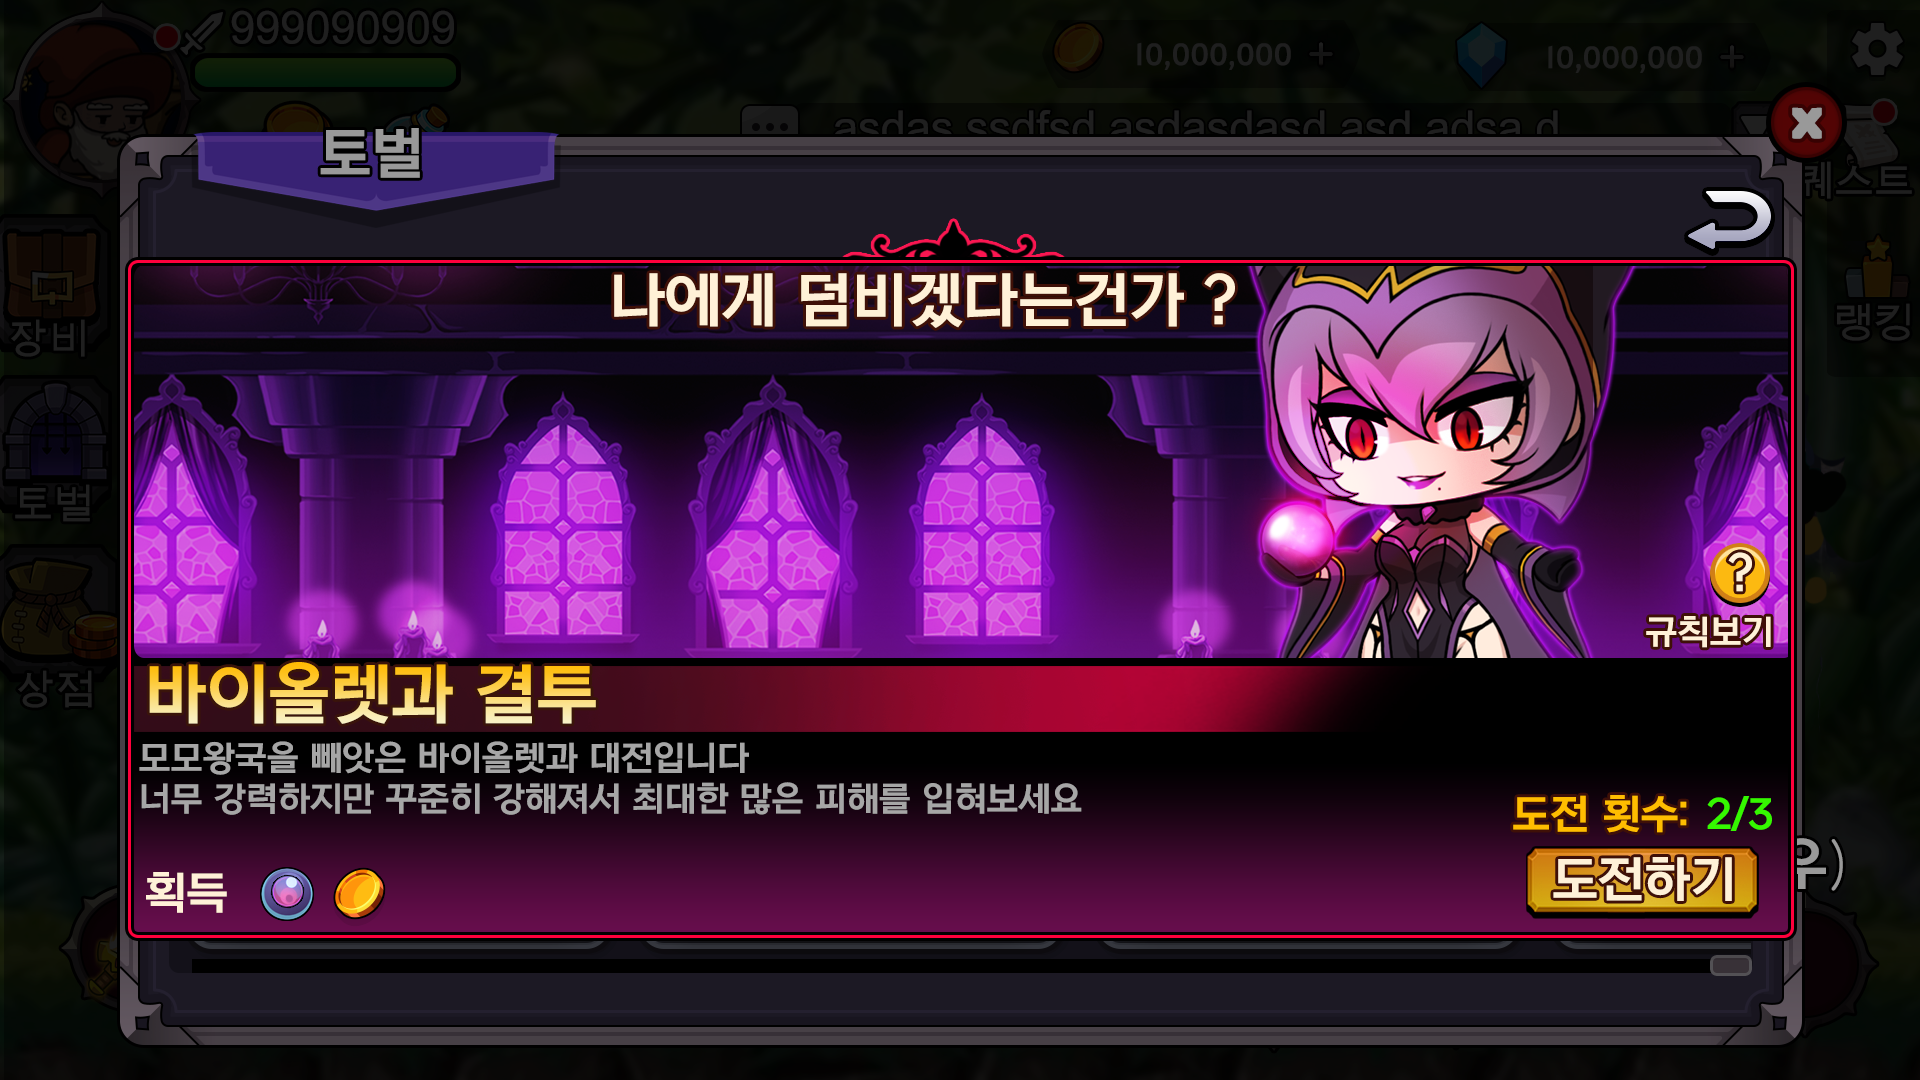 999090909
10,000,000 +
10,000,000 +
asdas ssdfsd asdasdasd asd adsa d
토벌
퀘스트
나에게 덤비겠다는건가 ?
장비
랭킹
토벌
?
규칙보기
상점
바이올렛과 결투
모모왕국을 빼앗은 바이올렛과 대전입니다
너무 강력하지만 꾸준히 강해져서 최대한 많은 피해를 입혀보세요
도전 횟수: 2/3
획득
도전하기